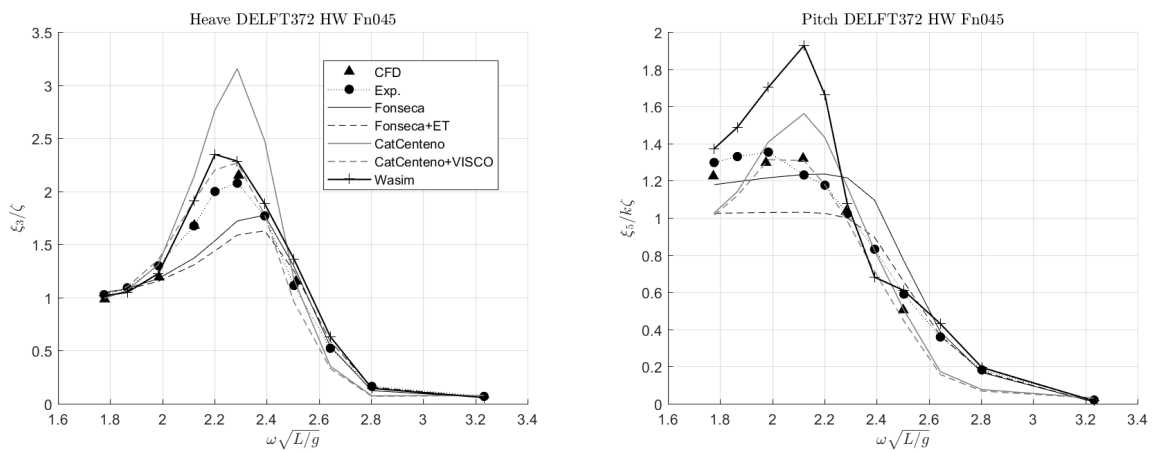 Heave DELFT372 HW Fn045
3.5
3
2.5
2
1.5
1
0.5
0
ξ₃/ζ
1.6 1.8 2 2.2 2.4 2.6 2.8 3 3.2 3.4
ω√L/g
CFD
Exp.
Fonseca
Fonseca+ET
CatCenteno
CatCenteno+VISCO
Wasim
Pitch DELFT372 HW Fn045
2
1.8
1.6
1.4
1.2
1
0.8
0.6
0.4
0.2
0
ξ₅/kζ
1.6 1.8 2 2.2 2.4 2.6 2.8 3 3.2 3.4
ω√L/g